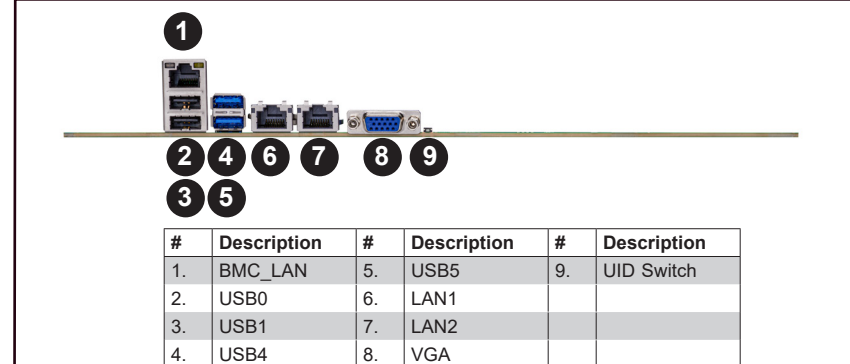 1
2 4 6 7 8 9
3 5
# Description # Description # Description
1. BMC_LAN 5. USB5 9. UID Switch
2. USB0 6. LAN1
3. USB1 7. LAN2
4. USB4 8. VGA